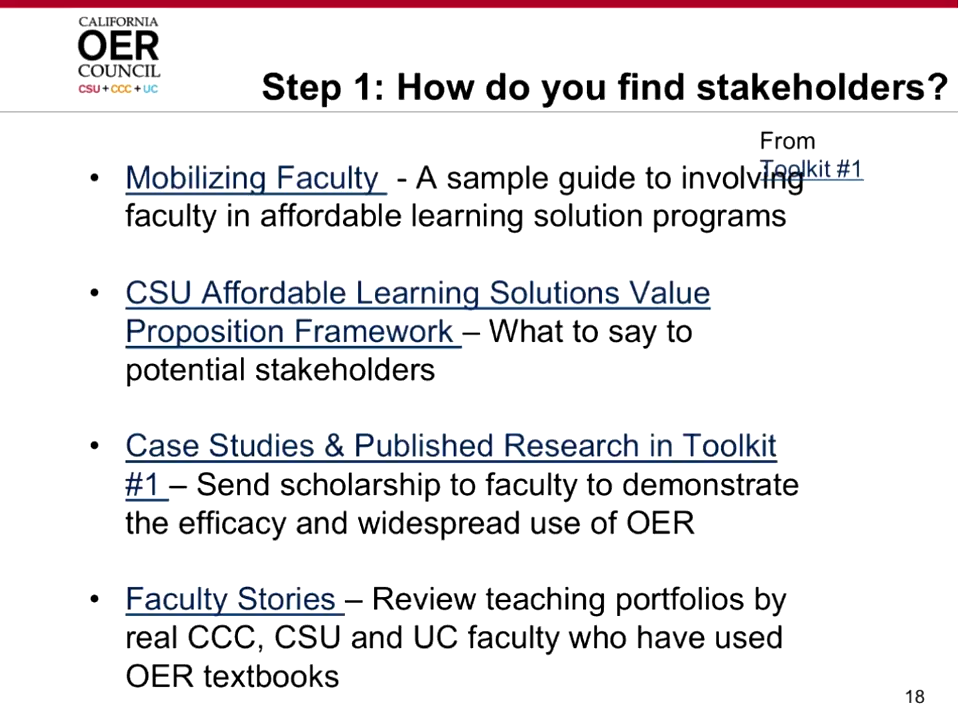 CALIFORNIA
OER
COUNCIL
CSU + CCC + UC
Step 1: How do you find stakeholders?
From
Toolkit #1
• Mobilizing Faculty - A sample guide to involving
faculty in affordable learning solution programs
• CSU Affordable Learning Solutions Value
Proposition Framework – What to say to
potential stakeholders
• Case Studies & Published Research in Toolkit
#1 – Send scholarship to faculty to demonstrate
the efficacy and widespread use of OER
• Faculty Stories – Review teaching portfolios by
real CCC, CSU and UC faculty who have used
OER textbooks
18